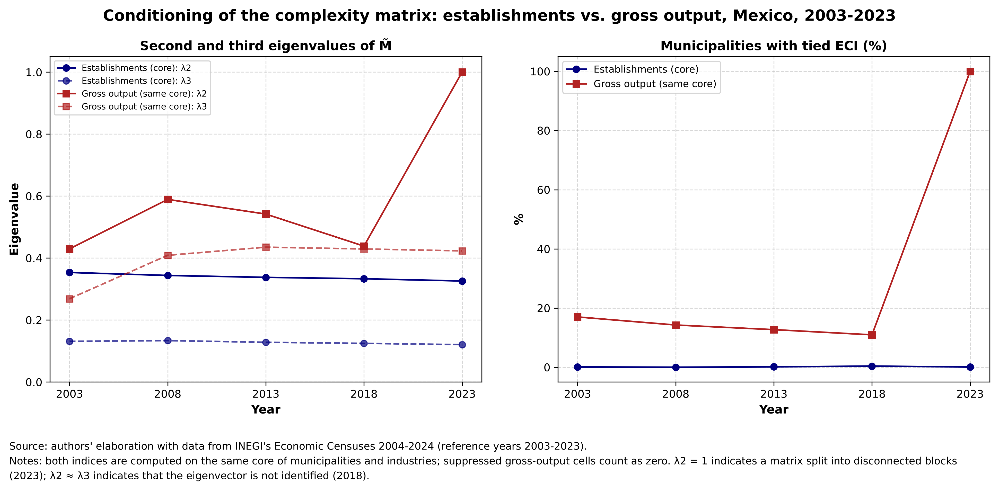 Conditioning of the complexity matrix: establishments vs. gross output, Mexico, 2003-2023
Second and third eigenvalues of M̃
Establishments (core): λ2
Establishments (core): λ3
Gross output (same core): λ2
Gross output (same core): λ3
Eigenvalue
1.0
0.8
0.6
0.4
0.2
0.0
2003 2008 2013 2018 2023
Year
Municipalities with tied ECI (%)
Establishments (core)
Gross output (same core)
%
100
80
60
40
20
0
2003 2008 2013 2018 2023
Year
Source: authors' elaboration with data from INEGI's Economic Censuses 2004-2024 (reference years 2003-2023).
Notes: both indices are computed on the same core of municipalities and industries; suppressed gross-output cells count as zero. λ2 = 1 indicates a matrix split into disconnected blocks
(2023); λ2 ≈ λ3 indicates that the eigenvector is not identified (2018).